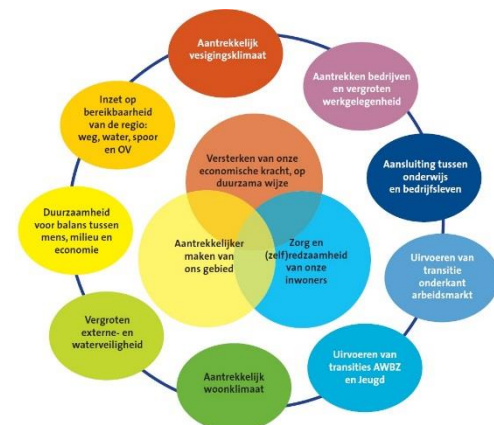 Aantrekkelijk
vesigingsklimaat
Aantrekken bedrijven
en vergroten
werkgelegenheid
Aansluiting tussen
onderwijs
en bedrijfsleven
Uirvoeren van
transitie
onderkant
arbeidsmarkt
Uirvoeren van
transities AWBZ
en Jeugd
Aantrekkelijk
woonklimaat
Vergroten
externe- en
waterveiligheid
Duurzaamheid
voor balans tussen
mens, milieu en
economie
Inzet op
bereikbaarheid
van de regio:
weg, water, spoor
en OV
Versterken van onze
economische kracht, op
duurzama wijze
Aantrekkelijker
maken van
ons gebied
Zorg en
(zelf)redzaamheid
van onze
inwoners